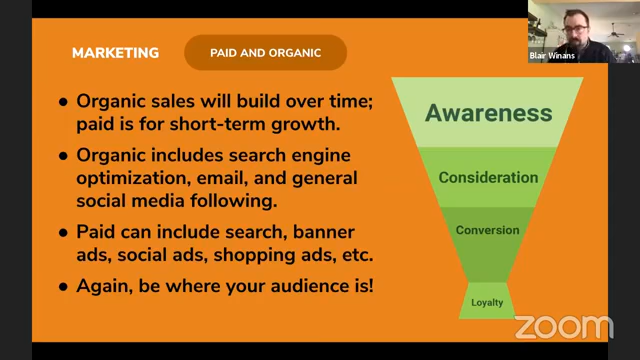 MARKETING
PAID AND ORGANIC
● Organic sales will build over time;
paid is for short-term growth.
● Organic includes search engine
optimization, email, and general
social media following.
● Paid can include search, banner
ads, social ads, shopping ads, etc.
● Again, be where your audience is!
Awareness
Consideration
Conversion
Loyalty
Blair Winans
zoom